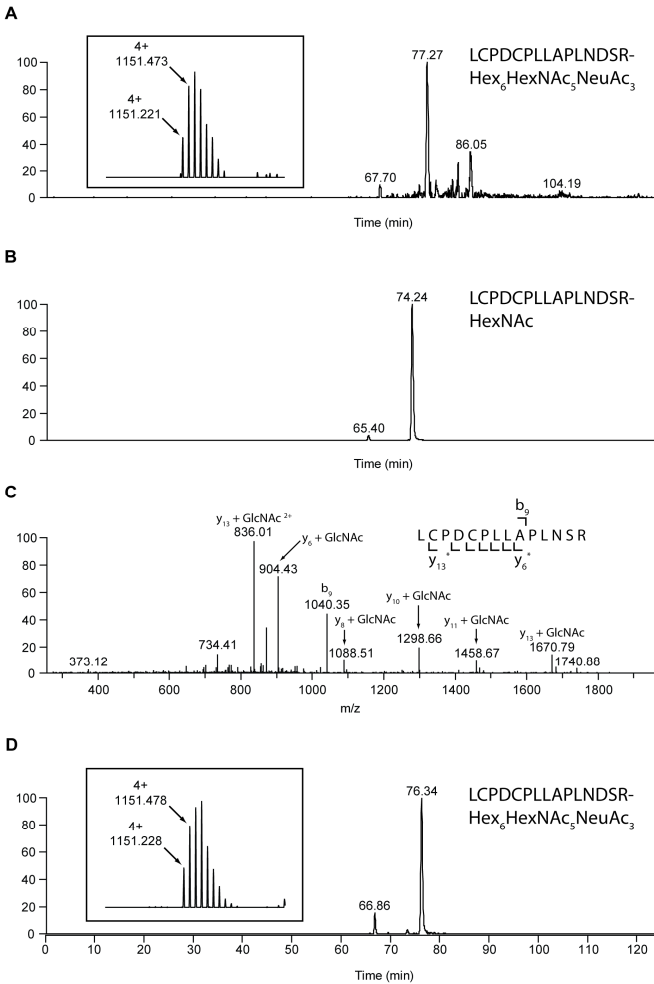 A
4+
1151.473
4+
1151.221
100
80
60
40
20
0
67.70
77.27
86.05
104.19
LCPDCPLLAPLNDSR-
Hex6HexNAc5NeuAc3
Time (min)
B
100
80
60
40
20
0
65.40
74.24
LCPDCPLLAPLNDSR-
HexNAc
Time (min)
C
100
80
60
40
20
0
y13 + GlcNAc 2+
836.01
y6 + GlcNAc
904.43
b9
1040.35
y8 + GlcNAc
1088.51
y10 + GlcNAc
1298.66
y11 + GlcNAc
1458.67
y13 + GlcNAc
1670.79
1740.88
734.41
373.12
b9
L C P D C P L L A P L N S R
y13* y6*
400 600 800 1000 1200 1400 1600 1800
m/z
D
4+
1151.478
4+
1151.228
100
80
60
40
20
0
66.86
76.34
LCPDCPLLAPLNDSR-
Hex6HexNAc5NeuAc3
0 10 20 30 40 50 60 70 80 90 100 110 120
Time (min)